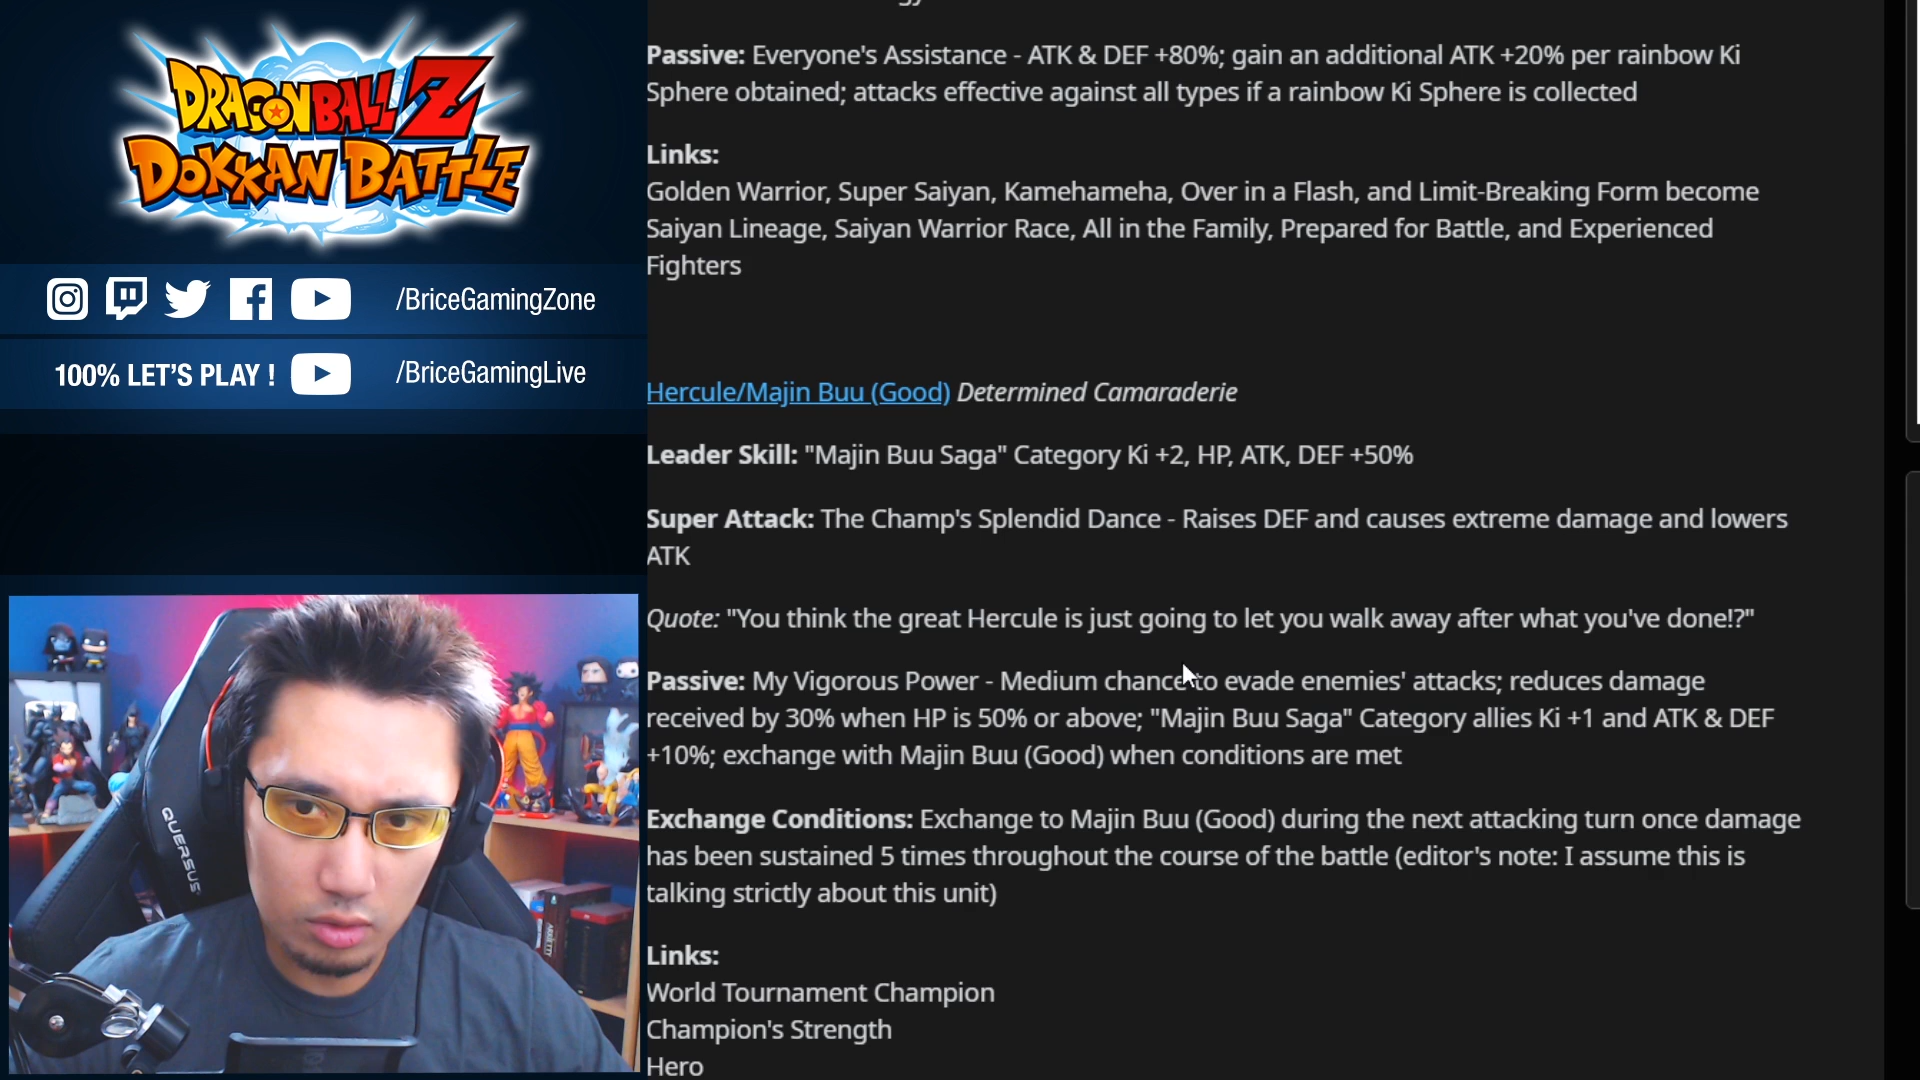 DRAGONBALL Z
DOKKAN BATTLE
/BriceGamingZone
100% LET'S PLAY !
/BriceGamingLive
QUERSUS
Passive: Everyone's Assistance - ATK & DEF +80%; gain an additional ATK +20% per rainbow Ki
Sphere obtained; attacks effective against all types if a rainbow Ki Sphere is collected
Links:
Golden Warrior, Super Saiyan, Kamehameha, Over in a Flash, and Limit-Breaking Form become
Saiyan Lineage, Saiyan Warrior Race, All in the Family, Prepared for Battle, and Experienced
Fighters
Hercule/Majin Buu (Good) Determined Camaraderie
Leader Skill: "Majin Buu Saga" Category Ki +2, HP, ATK, DEF +50%
Super Attack: The Champ's Splendid Dance - Raises DEF and causes extreme damage and lowers
ATK
Quote: "You think the great Hercule is just going to let you walk away after what you've done!?"
Passive: My Vigorous Power - Medium chance to evade enemies' attacks; reduces damage
received by 30% when HP is 50% or above; "Majin Buu Saga" Category allies Ki +1 and ATK & DEF
+10%; exchange with Majin Buu (Good) when conditions are met
Exchange Conditions: Exchange to Majin Buu (Good) during the next attacking turn once damage
has been sustained 5 times throughout the course of the battle (editor's note: I assume this is
talking strictly about this unit)
Links:
World Tournament Champion
Champion's Strength
Hero